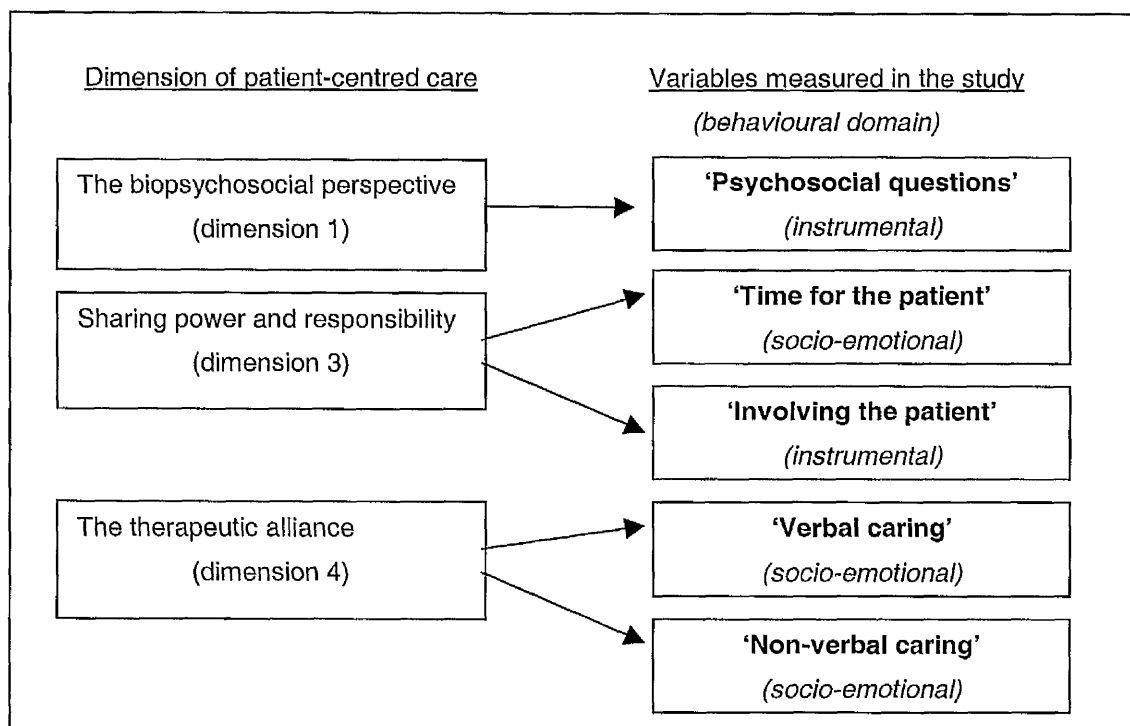 Dimension of patient-centred care
Variables measured in the study
(behavioural domain)
The biopsychosocial perspective
(dimension 1)
'Psychosocial questions'
(instrumental)
Sharing power and responsibility
(dimension 3)
'Time for the patient'
(socio-emotional)
'Involving the patient'
(instrumental)
The therapeutic alliance
(dimension 4)
'Verbal caring'
(socio-emotional)
'Non-verbal caring'
(socio-emotional)